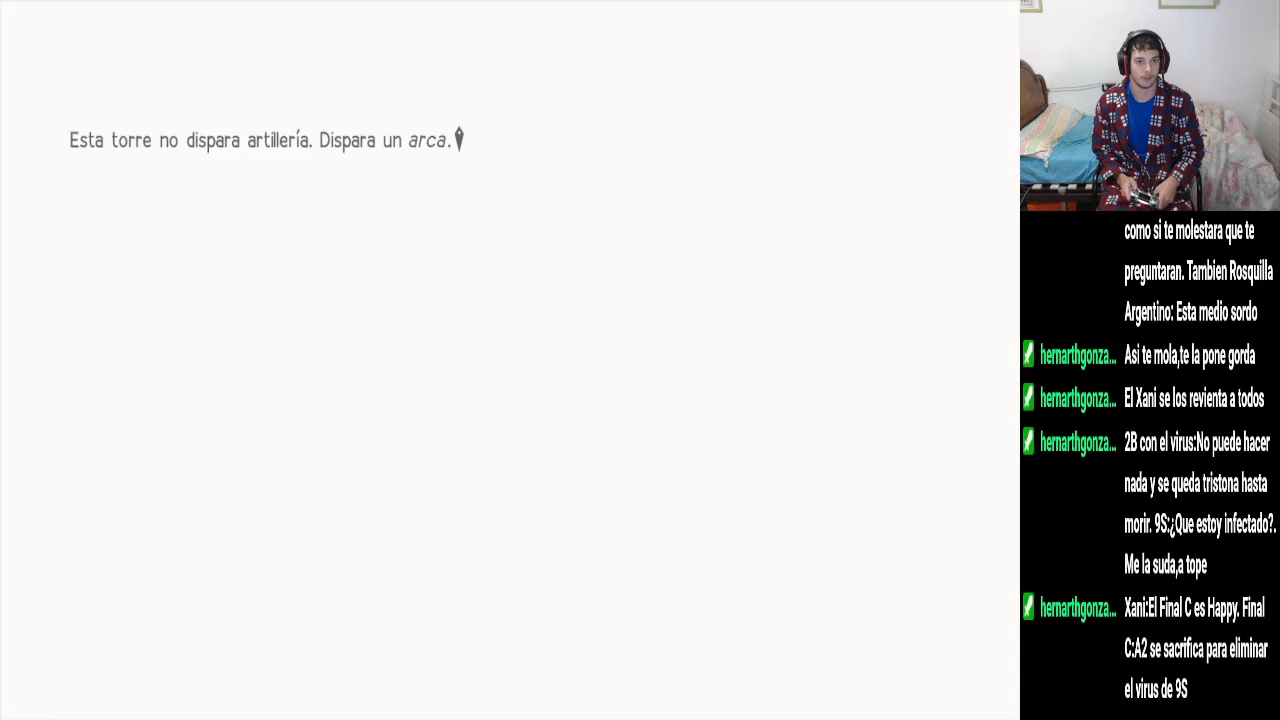 Esta torre no dispara artillería. Dispara un arca.
como si te molestara que te
preguntaran. Tambien Rosquilla
Argentino: Esta medio sordo
hernarthgonza... Asi te mola,te la pone gorda
hernarthgonza... El Xani se los revienta a todos
hernarthgonza... 2B con el virus:No puede hacer
nada y se queda tristona hasta
morir. 9S:¿Que estoy infectado?.
Me la suda,a tope
hernarthgonza... Xani:El Final C es Happy. Final
C:A2 se sacrifica para eliminar
el virus de 9S